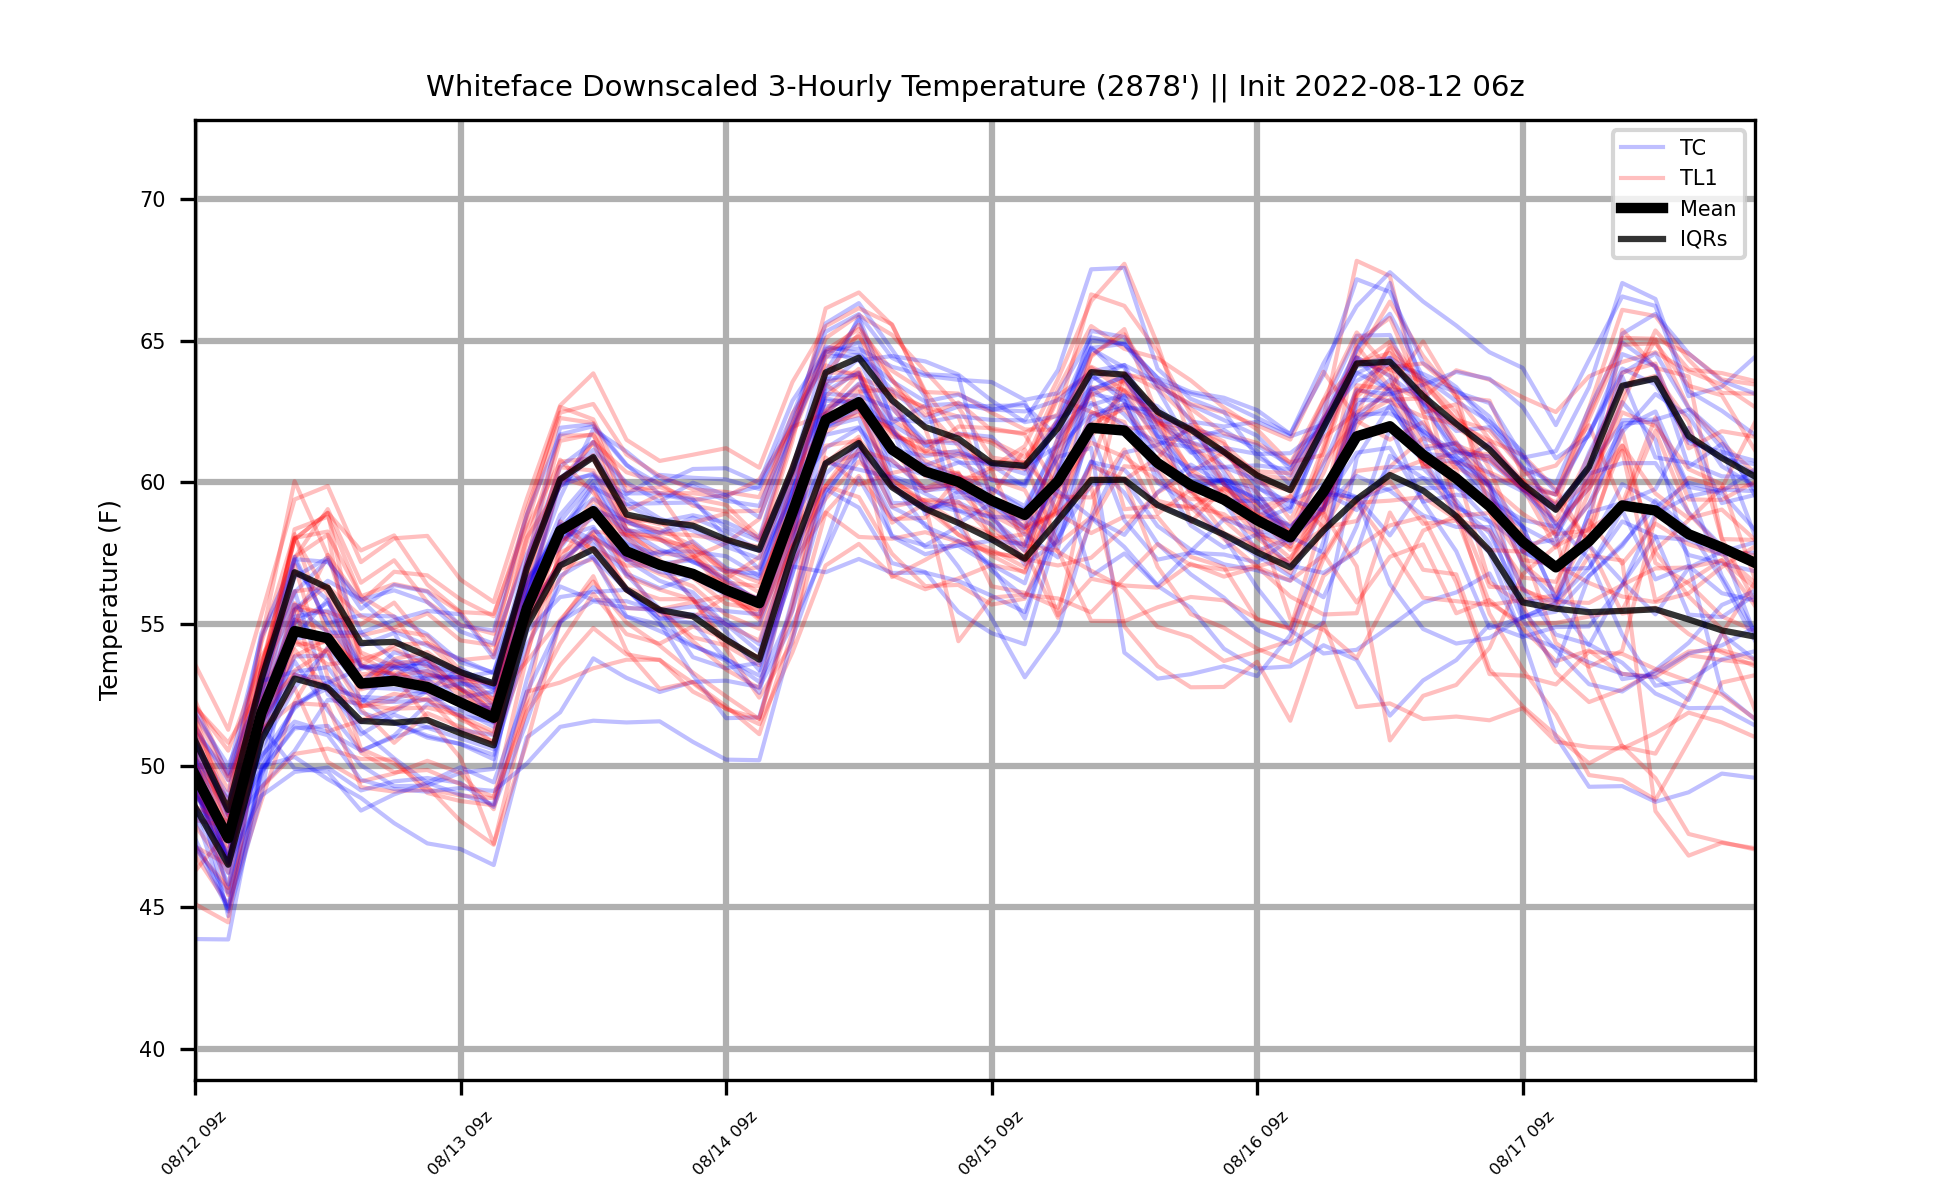 Whiteface Downscaled 3-Hourly Temperature (2878') || Init 2022-08-12 06z
TC
TL1
Mean
IQRs
Temperature (F)
70
65
60
55
50
45
40
08/12 09z
08/13 09z
08/14 09z
08/15 09z
08/16 09z
08/17 09z